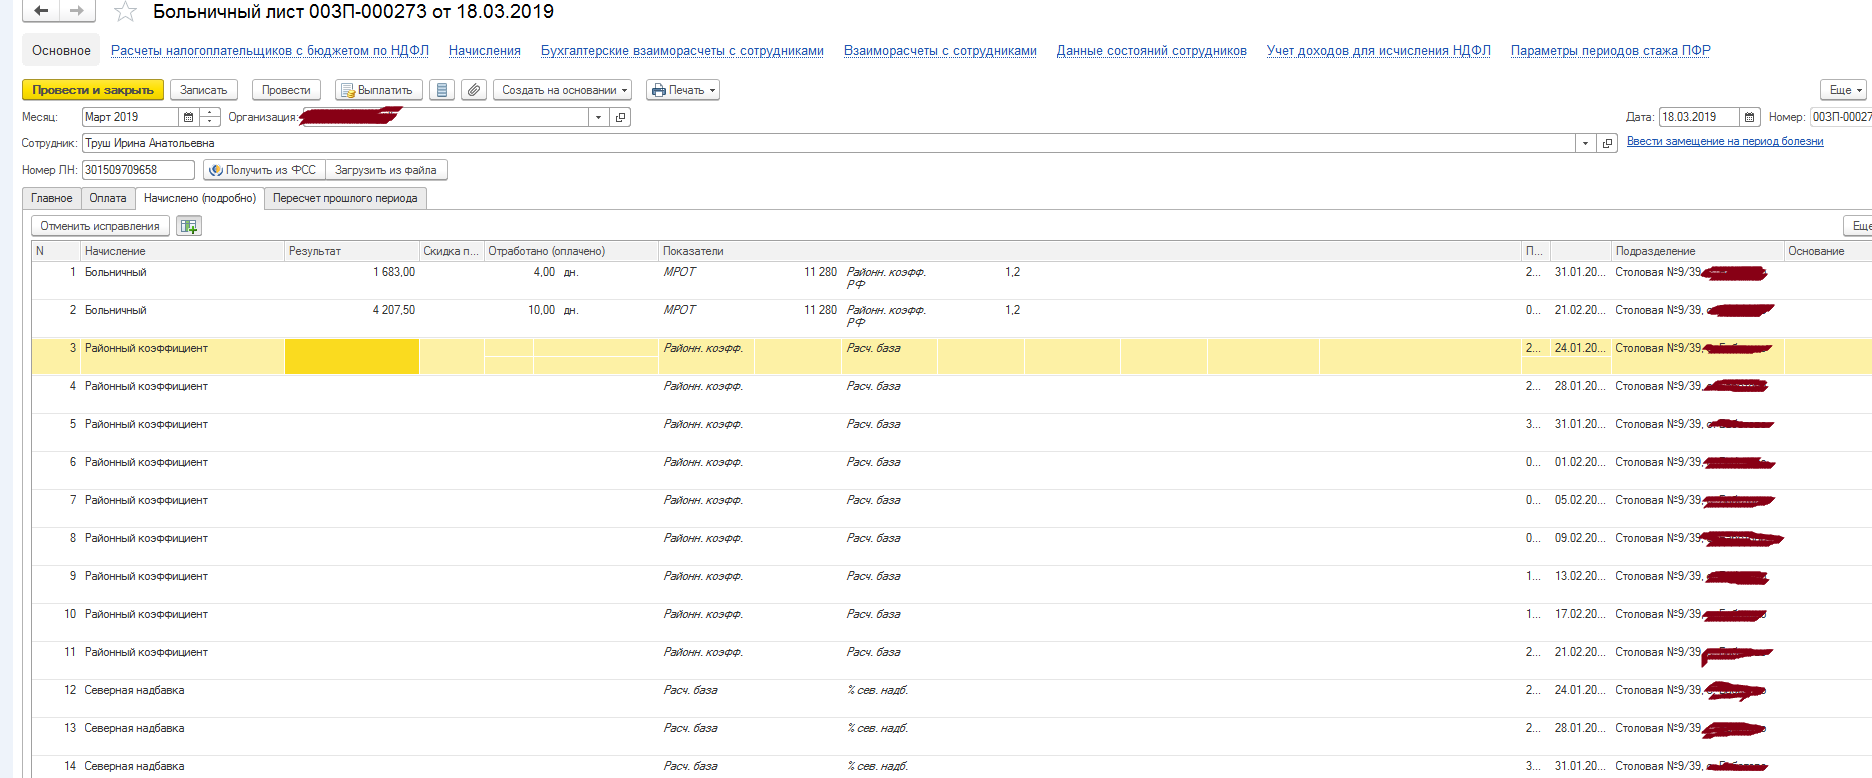 Больничный лист 00ЗП-000273 от 18.03.2019
Основное Расчеты налогоплательщиков с бюджетом по НДФЛ Начисления Бухгалтерские взаиморасчеты с сотрудниками Взаиморасчеты с сотрудниками Данные состояний сотрудников Учет доходов для исчисления НДФЛ Параметры периодов стажа ПФР
Провести и закрыть Записать Провести Выплатить Создать на основании Печать Еще
Месяц: Март 2019 Организация: Дата: 18.03.2019 Номер: 00ЗП-00027
Сотрудник: Труш Ирина Анатольевна Ввести замещение на период болезни
Номер ЛН: 301509709658 Получить из ФСС Загрузить из файла
Главное Оплата Начислено (подробно) Пересчет прошлого периода
Отменить исправления Еще
N Начисление Результат Скидка п... Отработано (оплачено) Показатели П... Подразделение Основание
1 Больничный 1 683,00 4,00 дн. МРОТ 11 280 Районн. коэфф. РФ 1,2 2... 31.01.20... Столовая №9/39,
2 Больничный 4 207,50 10,00 дн. МРОТ 11 280 Районн. коэфф. РФ 1,2 0... 21.02.20... Столовая №9/39,
3 Районный коэффициент Районн. коэфф. Расч. база 2... 24.01.20... Столовая №9/39,
4 Районный коэффициент Районн. коэфф. Расч. база 2... 28.01.20... Столовая №9/39,
5 Районный коэффициент Районн. коэфф. Расч. база 3... 31.01.20... Столовая №9/39,
6 Районный коэффициент Районн. коэфф. Расч. база 0... 01.02.20... Столовая №9/39,
7 Районный коэффициент Районн. коэфф. Расч. база 0... 05.02.20... Столовая №9/39,
8 Районный коэффициент Районн. коэфф. Расч. база 0... 09.02.20... Столовая №9/39,
9 Районный коэффициент Районн. коэфф. Расч. база 1... 13.02.20... Столовая №9/39,
10 Районный коэффициент Районн. коэфф. Расч. база 1... 17.02.20... Столовая №9/39,
11 Районный коэффициент Районн. коэфф. Расч. база 2... 21.02.20... Столовая №9/39,
12 Северная надбавка Расч. база % сев. надб. 2... 24.01.20... Столовая №9/39,
13 Северная надбавка Расч. база % сев. надб. 2... 28.01.20... Столовая №9/39,
14 Северная надбавка Расч. база % сев. надб. 3... 31.01.20... Столовая №9/39,